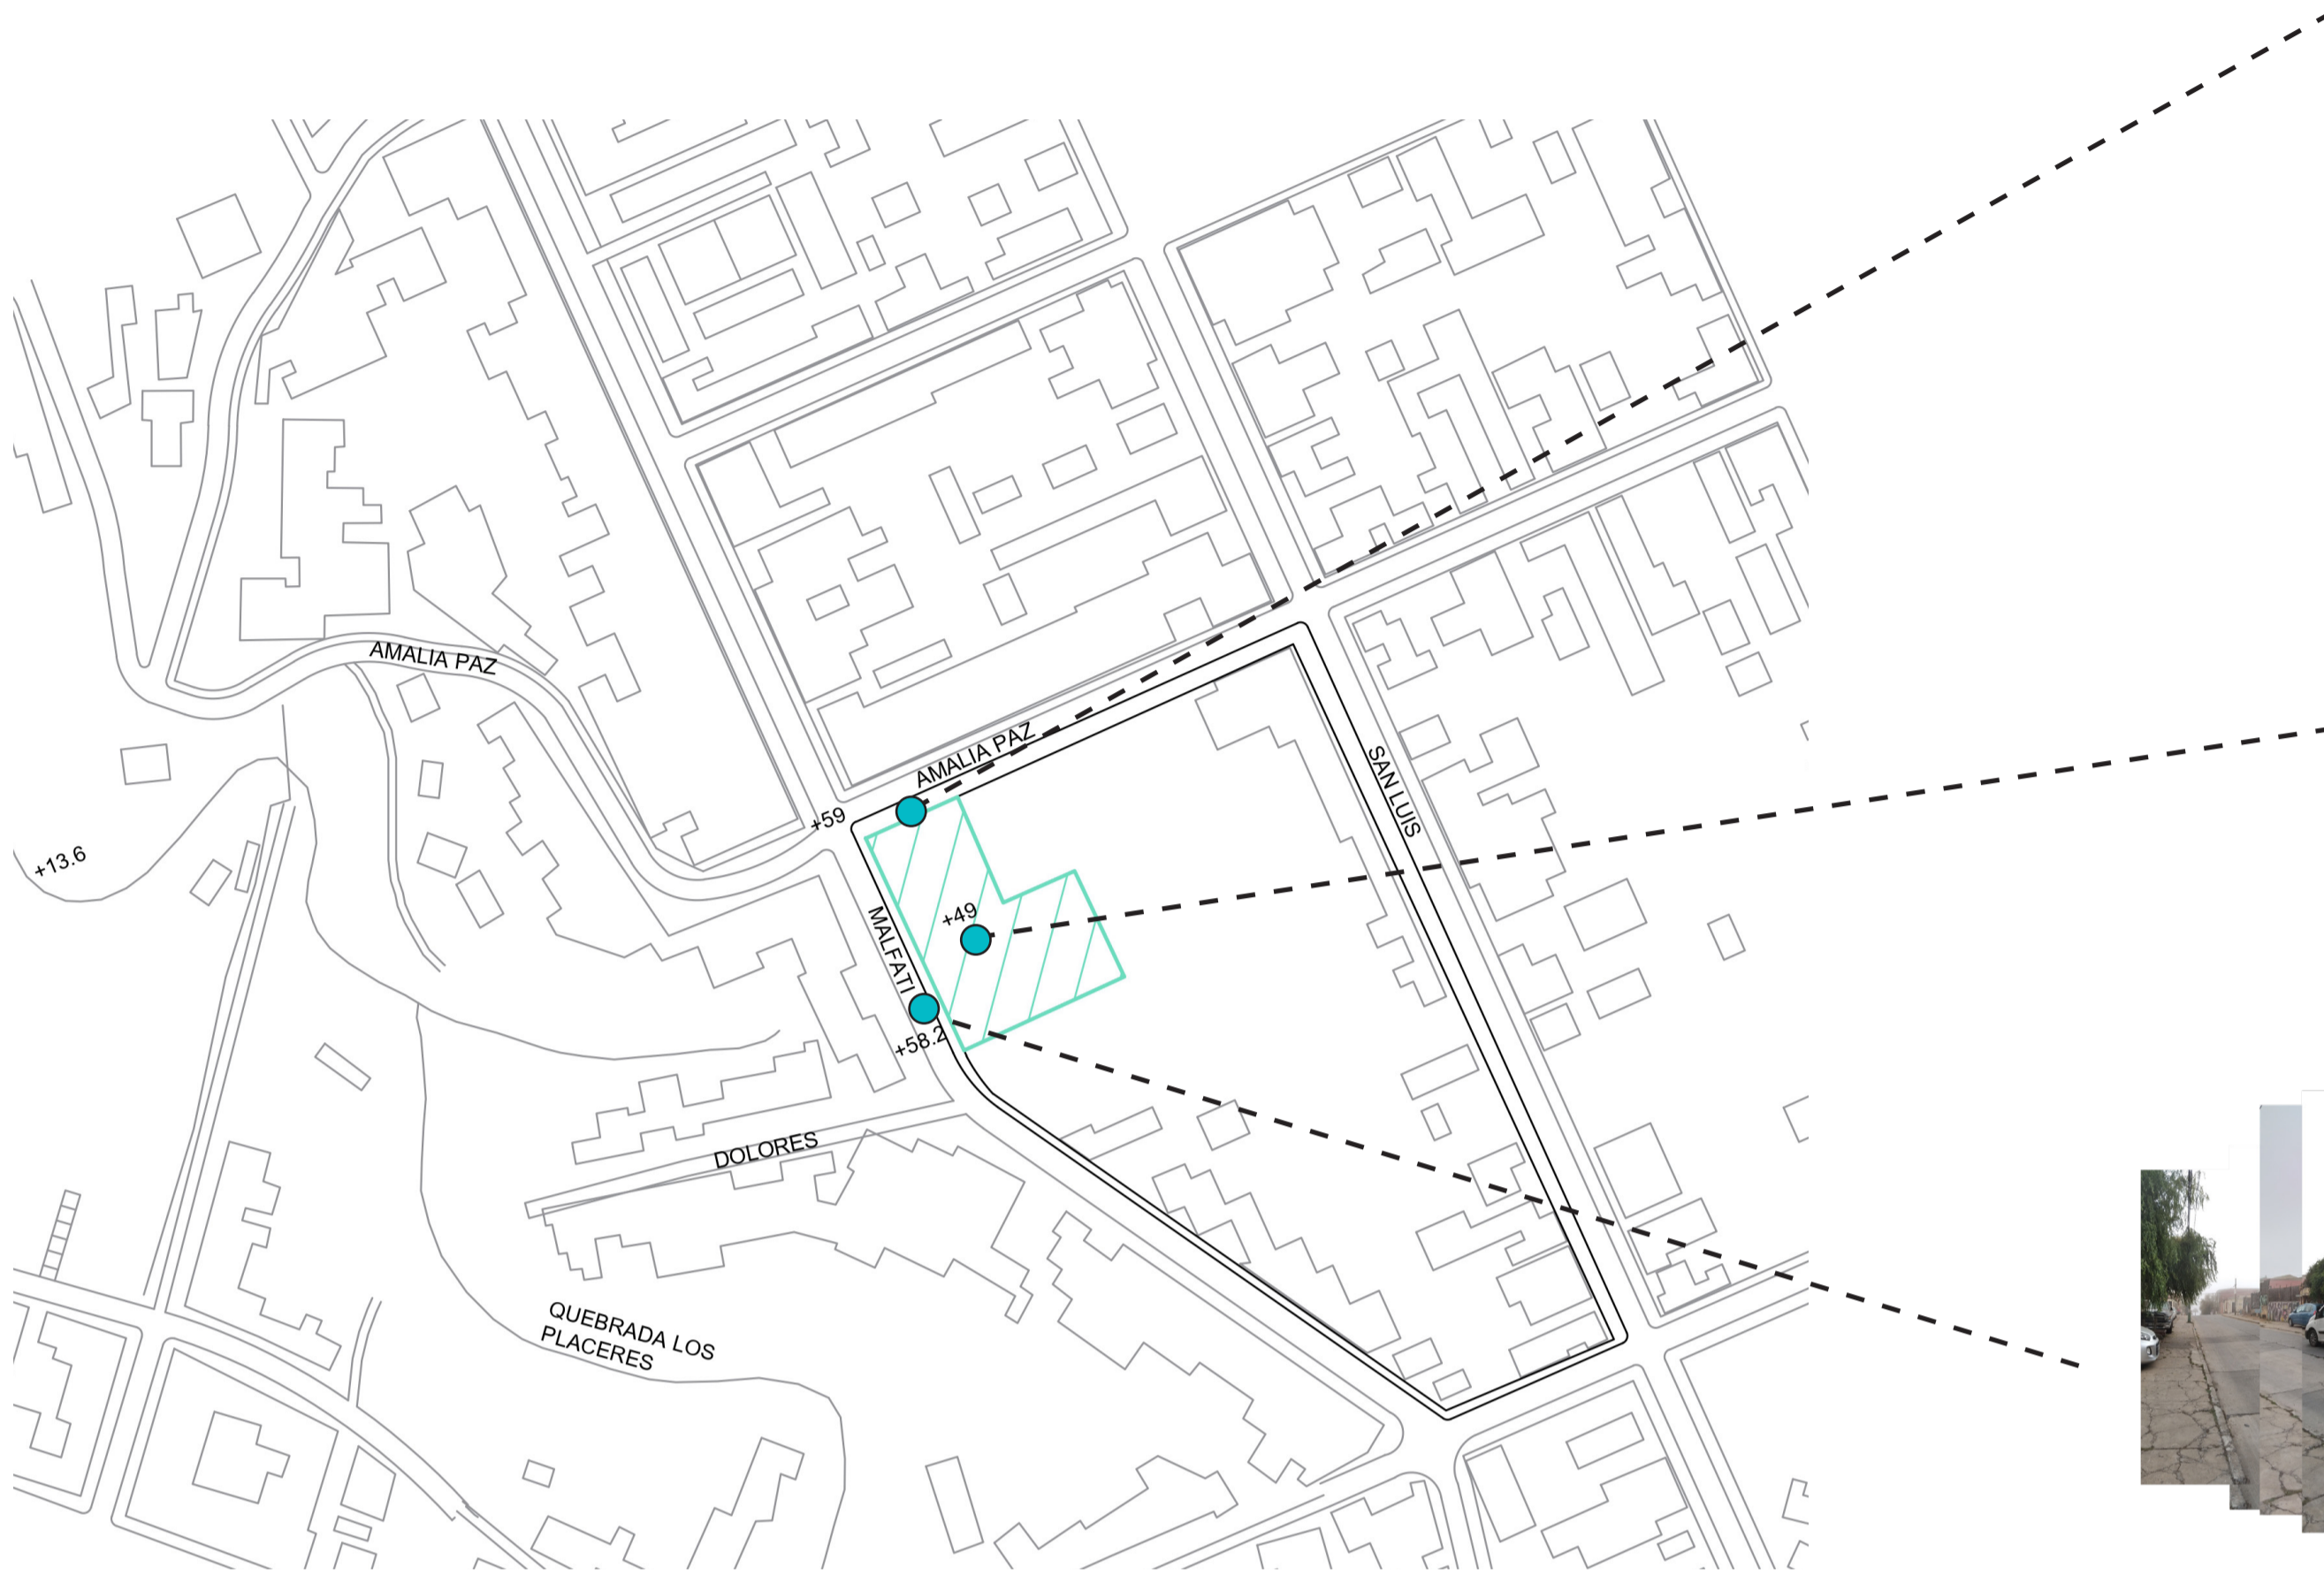 AMALIA PAZ
AMALIA PAZ
SAN LUIS
+59
+13.6
+49
MALFATI
+58.2
DOLORES
QUEBRADA LOS
PLACERES